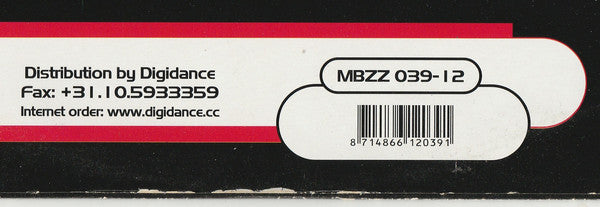 Distribution by Digidance
Fax: +31.10.5933359
Internet order: www.digidance.cc
MBZZ 039-12
8 714866 120391